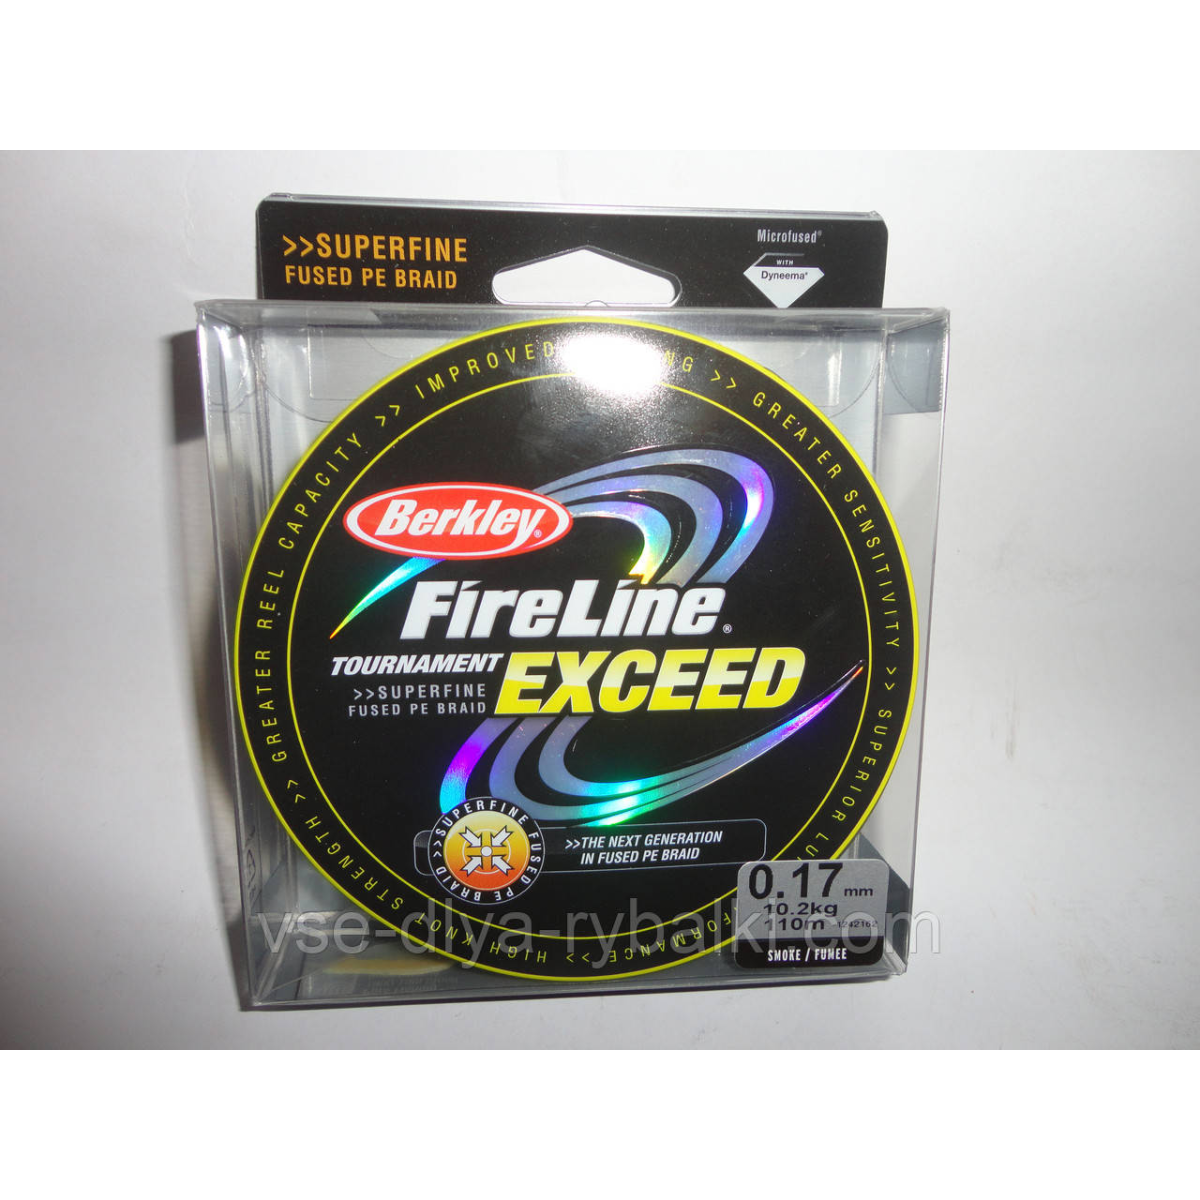 >>SUPERFINE
FUSED PE BRAID
Microfused®
WITH
Dyneema®
IMPROVED >> GREATER SENSITIVITY >> SUPERIOR
HIGH KNOT STRENGTH >> GREATER REEL CAPACITY >>
Berkley®
FireLine®
TOURNAMENT EXCEED
>>SUPERFINE
FUSED PE BRAID
>>SUPERFINE FUSED PE BRAID
>>THE NEXT GENERATION
IN FUSED PE BRAID
0.17 mm
10.2kg
110m
SMOKE / FUMEE
vse-dlya-rybalki.com